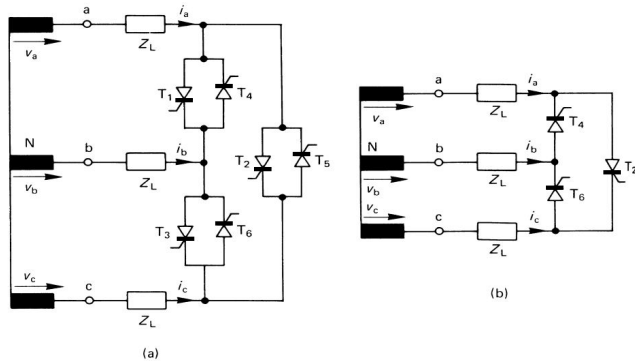 a
i_a
v_a
Z_L
T_1
T_4
N
b
i_b
v_b
Z_L
T_2
T_5
T_3
T_6
v_c
c
i_c
Z_L
(a)
a
i_a
v_a
Z_L
T_4
N
b
i_b
T_2
v_b
Z_L
v_c
T_6
c
i_c
Z_L
(b)